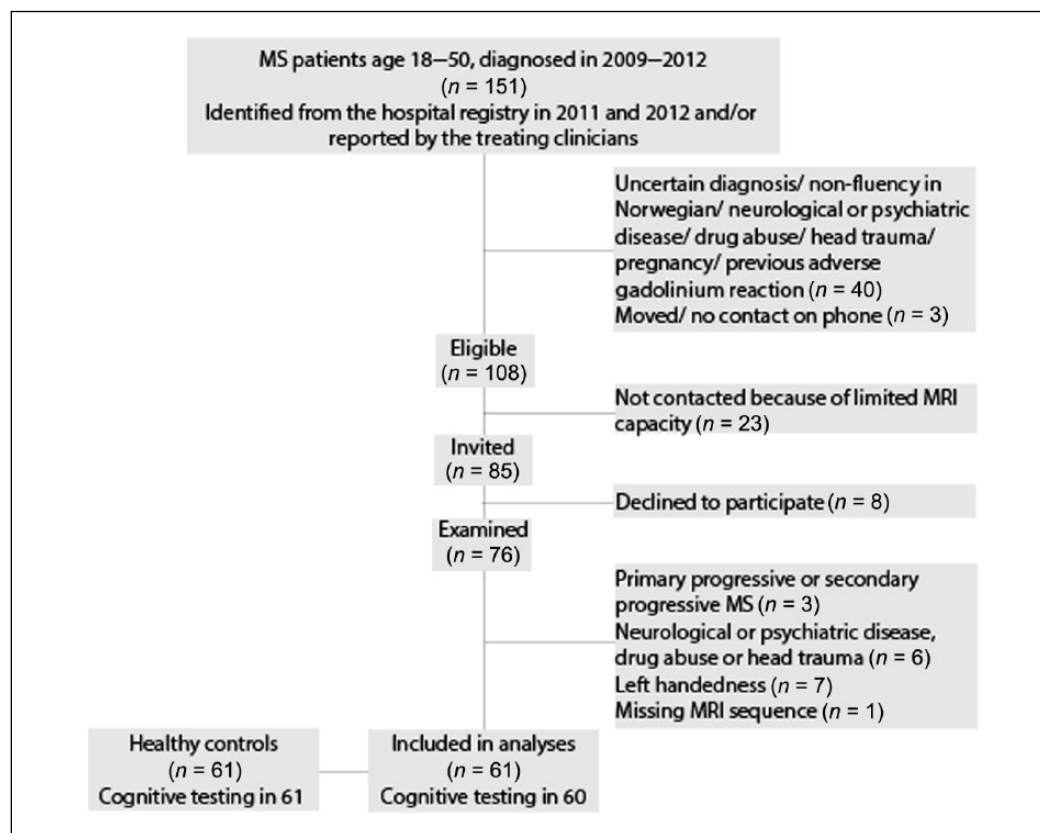 MS patients age 18–50, diagnosed in 2009–2012
(n = 151)
Identified from the hospital registry in 2011 and 2012 and/or
reported by the treating clinicians
Uncertain diagnosis/ non-fluency in
Norwegian/ neurological or psychiatric
disease/ drug abuse/ head trauma/
pregnancy/ previous adverse
gadolinium reaction (n = 40)
Moved/ no contact on phone (n = 3)
Eligible
(n = 108)
Not contacted because of limited MRI
capacity (n = 23)
Invited
(n = 85)
Declined to participate (n = 8)
Examined
(n = 76)
Primary progressive or secondary
progressive MS (n = 3)
Neurological or psychiatric disease,
drug abuse or head trauma (n = 6)
Left handedness (n = 7)
Missing MRI sequence (n = 1)
Healthy controls
(n = 61)
Cognitive testing in 61
Included in analyses
(n = 61)
Cognitive testing in 60